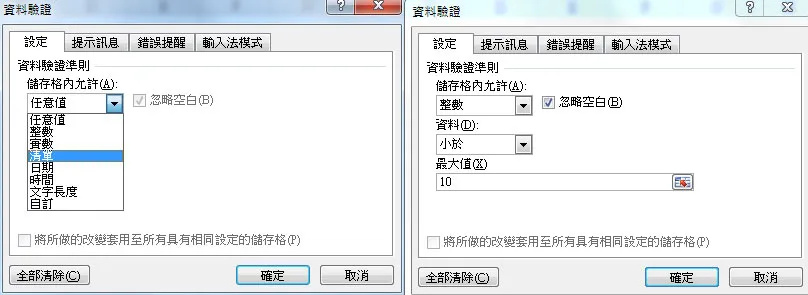 資料驗證
設定 提示訊息 錯誤提醒 輸入法模式
資料驗證準則
儲存格內允許(A):
任意值
忽略空白(B)
任意值
整數
實數
清單
日期
時間
文字長度
自訂
將所做的改變套用至所有具有相同設定的儲存格(P)
全部清除(C) 確定 取消
資料驗證
設定 提示訊息 錯誤提醒 輸入法模式
資料驗證準則
儲存格內允許(A):
整數
忽略空白(B)
資料(D):
小於
最大值(X)
10
將所做的改變套用至所有具有相同設定的儲存格(P)
全部清除(C) 確定 取消